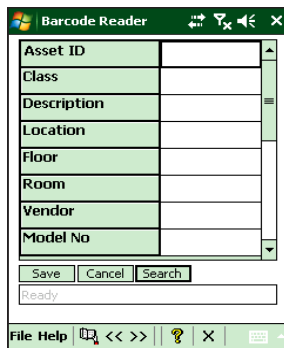 Barcode Reader
Asset ID
Class
Description
Location
Floor
Room
Vendor
Model No
Save Cancel Search
Ready
File Help << >> ? X